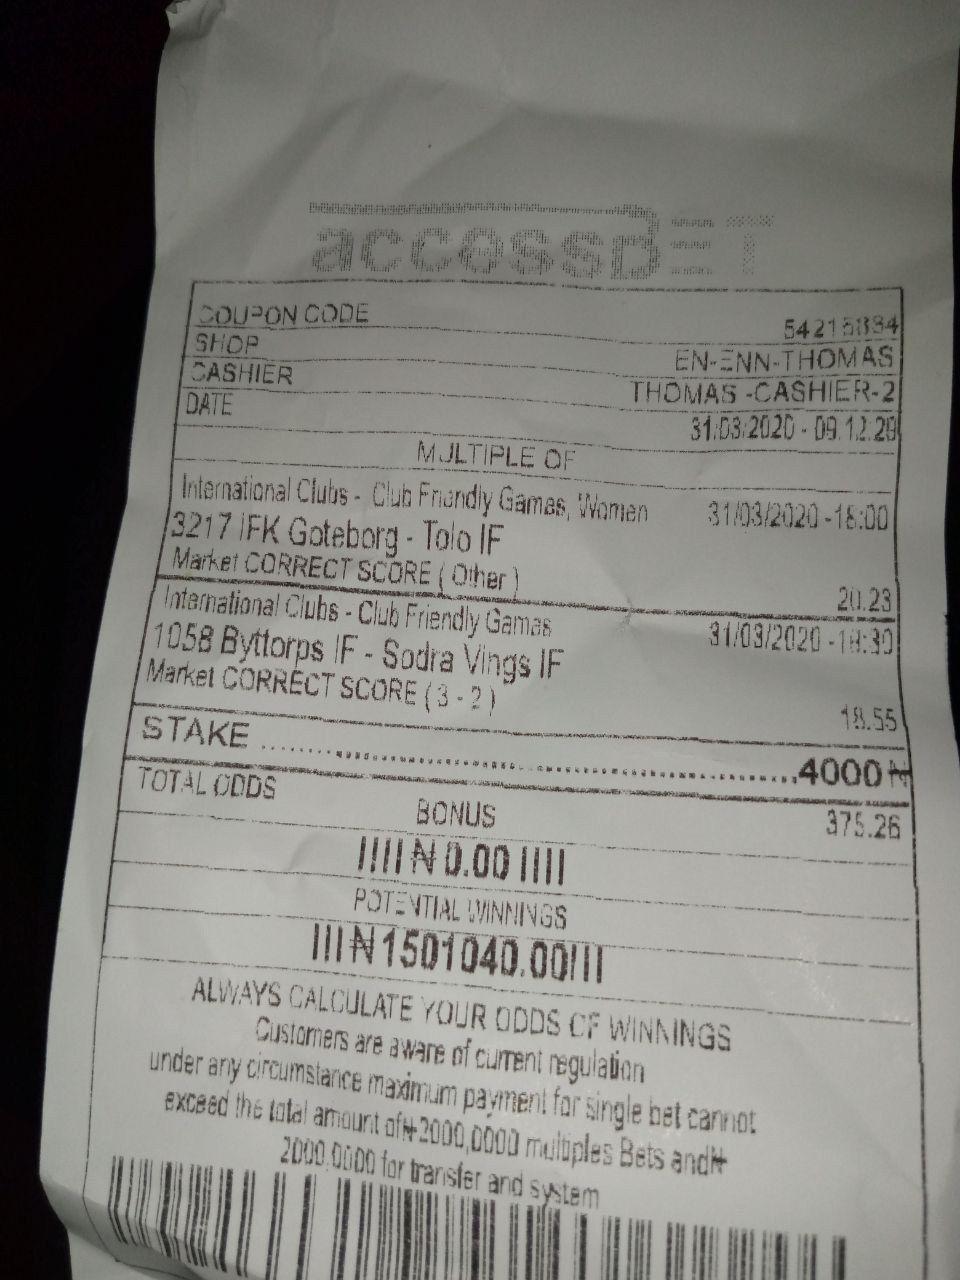 accessBET
COUPON CODE 54215834
SHOP EN-ENN-THOMAS
CASHIER THOMAS -CASHIER-2
DATE 31/03/2020 - 09:12:29
MULTIPLE OF
International Clubs - Club Friendly Games, Women 31/03/2020 -18:00
3217 IFK Goteborg - Tolo IF
Market CORRECT SCORE ( Other ) 20.23
International Clubs - Club Friendly Games 31/03/2020 -18:30
1058 Byttorps IF - Sodra Vings IF
Market CORRECT SCORE ( 3 - 2 ) 18.55
STAKE 4000 ₦
TOTAL ODDS 375.26
BONUS
!!!! ₦ 0.00 !!!!
POTENTIAL WINNINGS
!!! ₦ 1501040.00!!!
ALWAYS CALCULATE YOUR ODDS OF WINNINGS
Customers are aware of current regulation
under any circumstance maximum payment for single bet cannot
exceed the total amount of ₦2000,0000 multiples Bets and ₦
2000,0000 for transfer and system